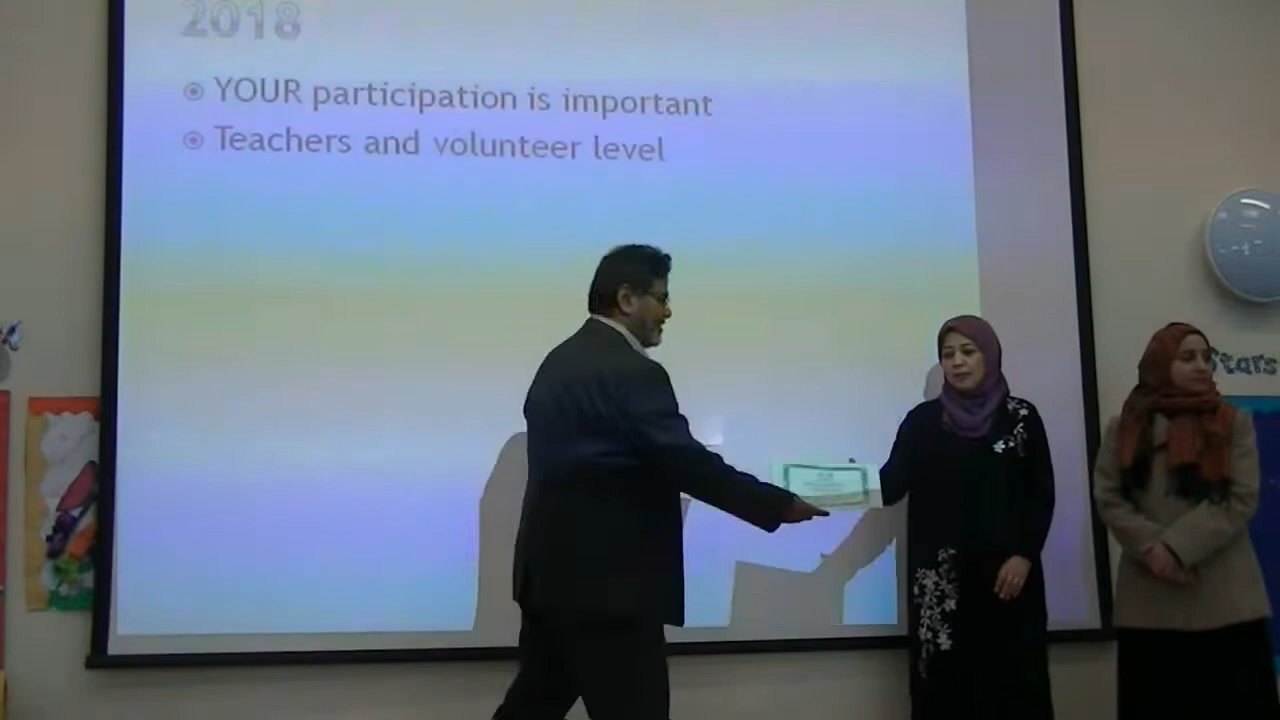 2018
YOUR participation is important
Teachers and volunteer level
Stars